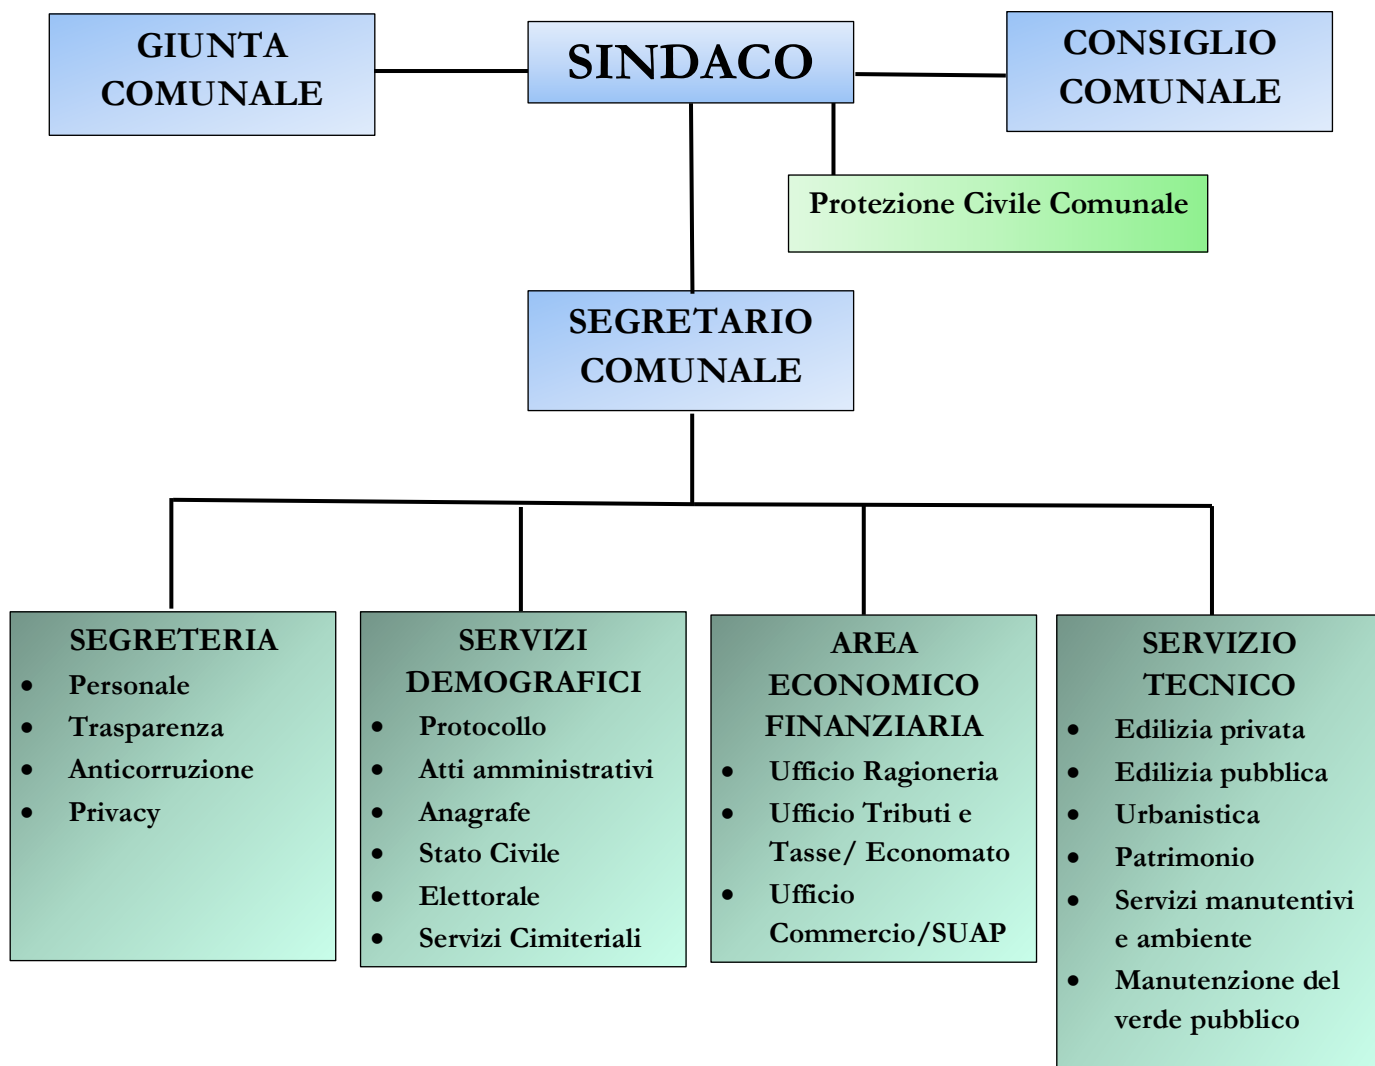 GIUNTA
COMUNALE
SINDACO
CONSIGLIO
COMUNALE
Protezione Civile Comunale
SEGRETARIO
COMUNALE
SEGRETERIA
• Personale
• Trasparenza
• Anticorruzione
• Privacy
SERVIZI
DEMOGRAFICI
• Protocollo
• Atti amministrativi
• Anagrafe
• Stato Civile
• Elettorale
• Servizi Cimiteriali
AREA
ECONOMICO
FINANZIARIA
• Ufficio Ragioneria
• Ufficio Tributi e
Tasse/ Economato
• Ufficio
Commercio/SUAP
SERVIZIO
TECNICO
• Edilizia privata
• Edilizia pubblica
• Urbanistica
• Patrimonio
• Servizi manutentivi
e ambiente
• Manutenzione del
verde pubblico